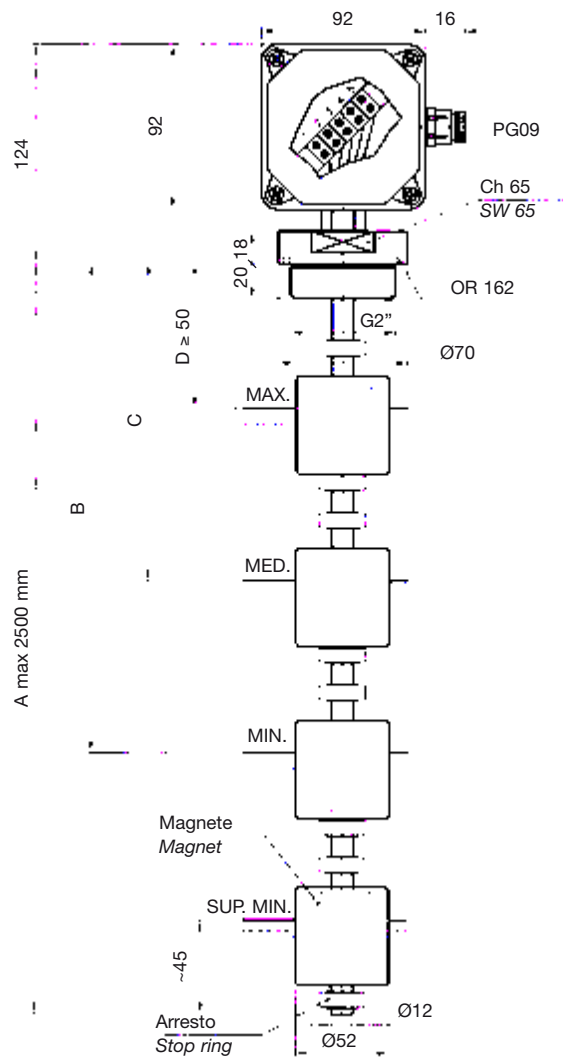 92
16
124
92
PG09
Ch 65
SW 65
18
20
OR 162
D ≥ 50
G2”
Ø70
MAX.
C
B
MED.
A max 2500 mm
MIN.
Magnete
Magnet
SUP. MIN.
~45
Ø12
Arresto
Stop ring
Ø52